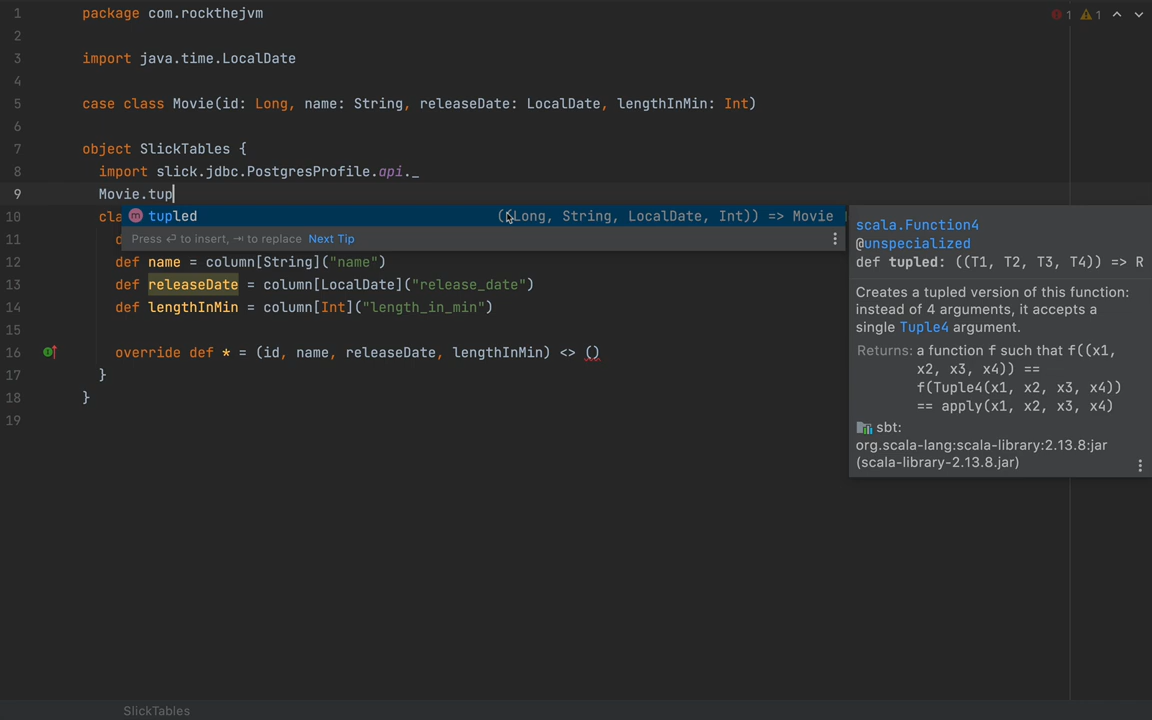 1 package com.rockthejvm
1 1
2
3 import java.time.LocalDate
4
5 case class Movie(id: Long, name: String, releaseDate: LocalDate, lengthInMin: Int)
6
7 object SlickTables {
8 import slick.jdbc.PostgresProfile.api._
9 Movie.tup
10 cla
m tupled ((Long, String, LocalDate, Int)) => Movie
11 d
Press ⏎ to insert, ⇥ to replace Next Tip
12 def name = column[String]("name")
13 def releaseDate = column[LocalDate]("release_date")
14 def lengthInMin = column[Int]("length_in_min")
15
16 override def * = (id, name, releaseDate, lengthInMin) <> ()
17 }
18 }
19
scala.Function4
@unspecialized
def tupled: ((T1, T2, T3, T4)) => R
Creates a tupled version of this function:
instead of 4 arguments, it accepts a
single Tuple4 argument.
Returns: a function f such that f((x1,
x2, x3, x4)) ==
f(Tuple4(x1, x2, x3, x4))
== apply(x1, x2, x3, x4)
sbt:
org.scala-lang:scala-library:2.13.8:jar
(scala-library-2.13.8.jar)
SlickTables